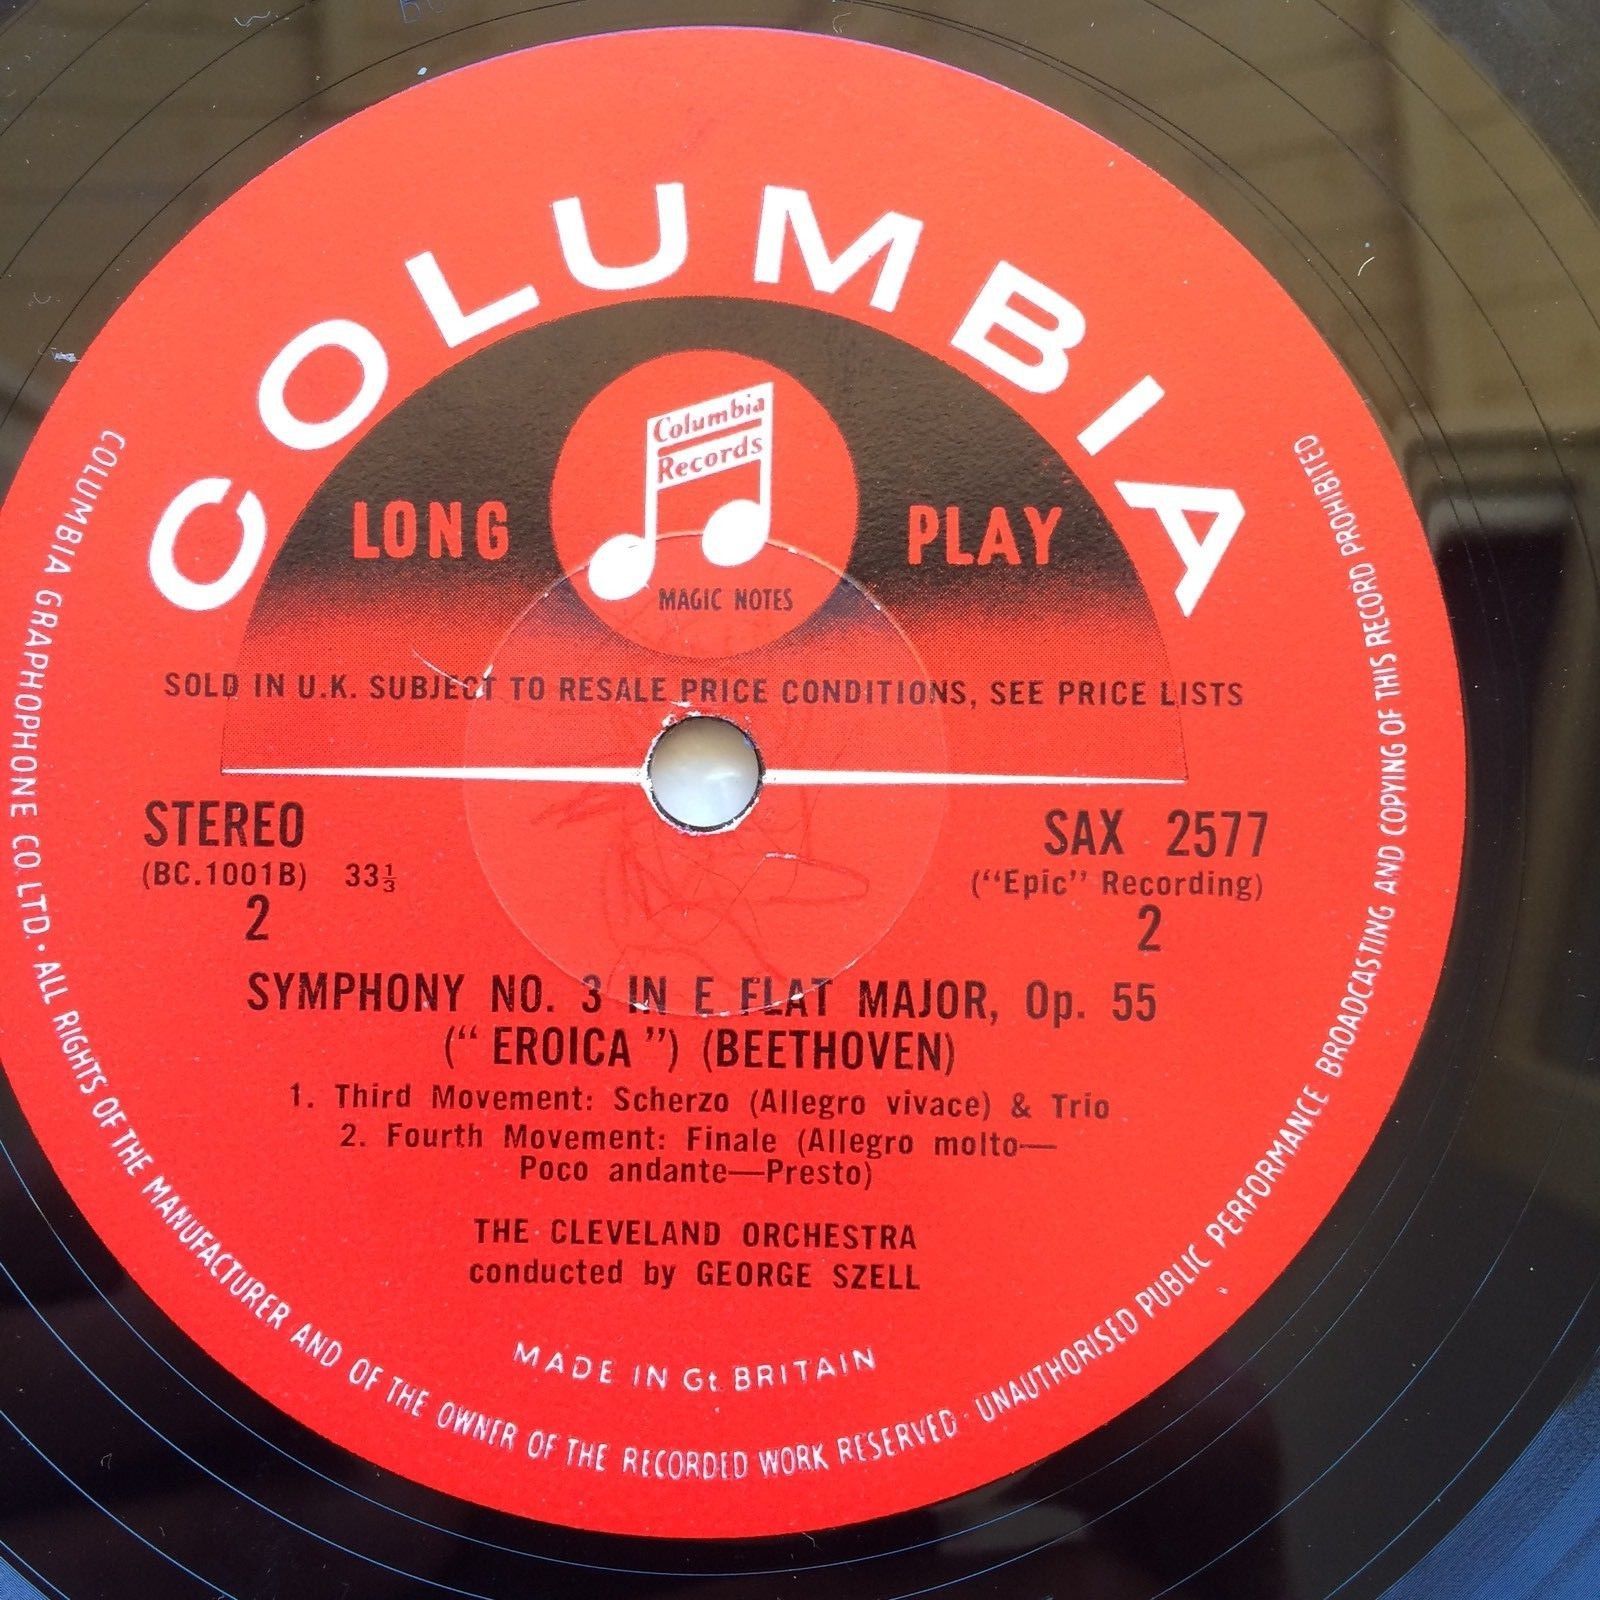 COLUMBIA
Columbia
Records
LONG PLAY
MAGIC NOTES
SOLD IN U.K. SUBJECT TO RESALE PRICE CONDITIONS, SEE PRICE LISTS
STEREO SAX 2577
(BC.1001B) 33⅓ ("Epic" Recording)
2 2
SYMPHONY NO. 3 IN E FLAT MAJOR, Op. 55
(" EROICA ") (BEETHOVEN)
1. Third Movement: Scherzo (Allegro vivace) & Trio
2. Fourth Movement: Finale (Allegro molto—
Poco andante—Presto)
THE CLEVELAND ORCHESTRA
conducted by GEORGE SZELL
MADE IN Gt. BRITAIN
COLUMBIA GRAPHOPHONE CO. LTD. · ALL RIGHTS OF THE MANUFACTURER AND OF THE OWNER OF THE RECORDED WORK RESERVED · UNAUTHORISED PUBLIC PERFORMANCE BROADCASTING AND COPYING OF THIS RECORD PROHIBITED